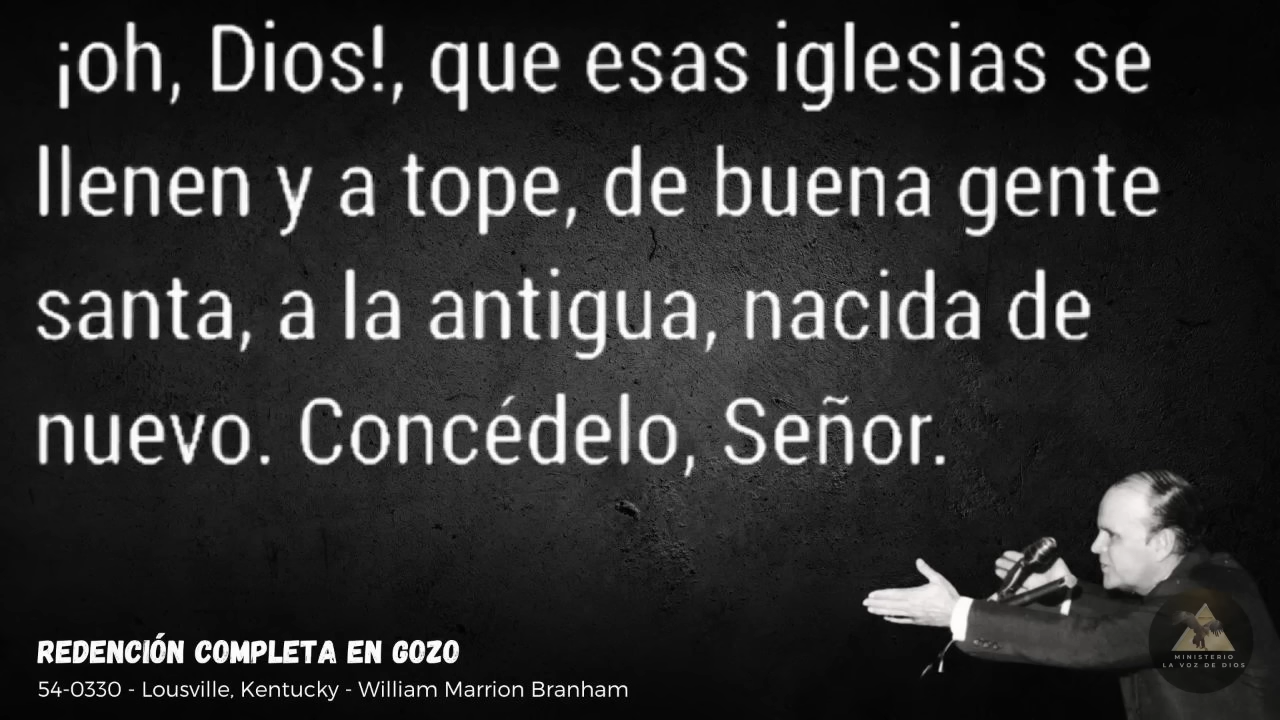 ¡oh, Dios!, que esas iglesias se
llenen y a tope, de buena gente
santa, a la antigua, nacida de
nuevo. Concédelo, Señor.
REDENCIÓN COMPLETA EN GOZO
54-0330 - Lousville, Kentucky - William Marrion Branham
MINISTERIO
LA VOZ DE DIOS